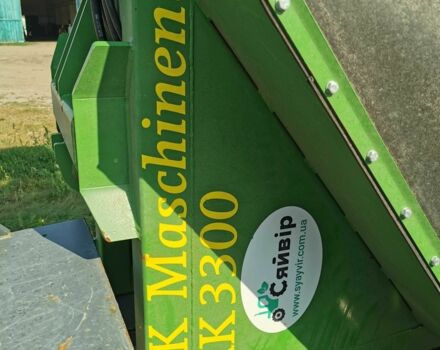 K Maschinen
K 3300
Сяйвір
www.syayvir.com.ua